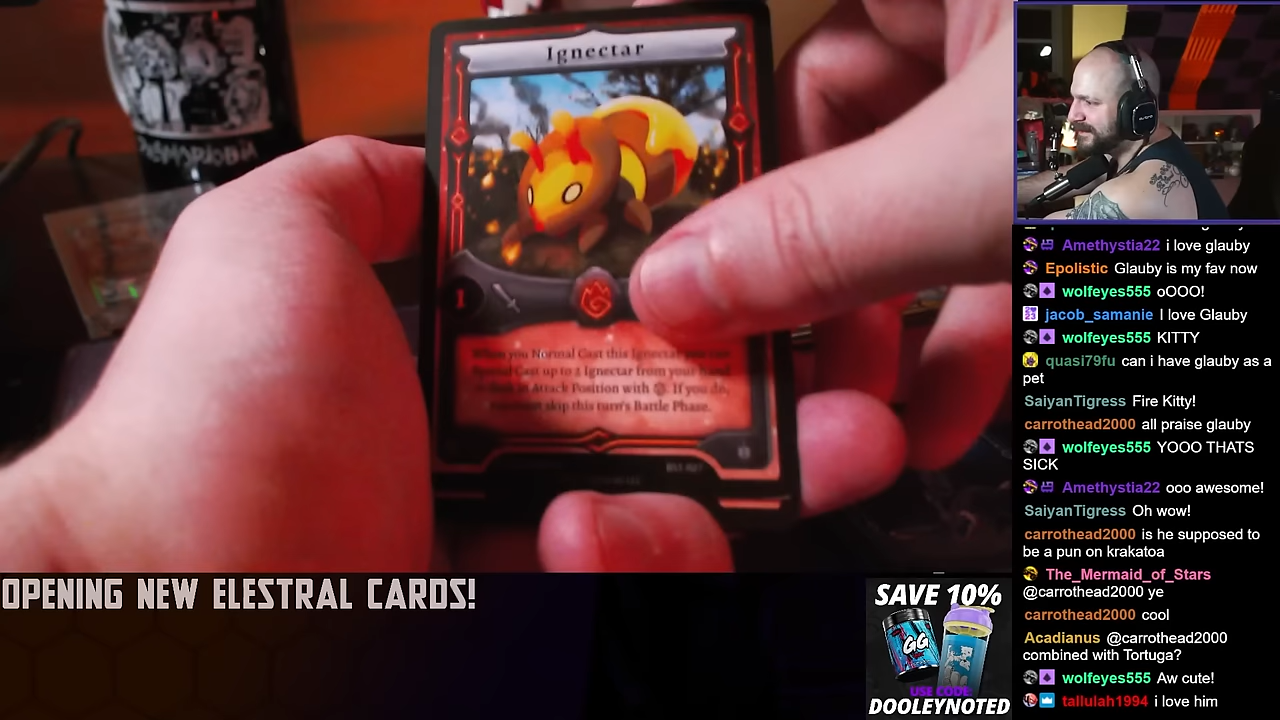 Ignectar
1
When you Normal Cast this Ignectar you can
Special Cast up to 2 Ignectar from your hand
in Attack Position with
. If you do,
skip this turn's Battle Phase.
OPENING NEW ELESTRAL CARDS!
SAVE 10%
GG
USE CODE:
DOOLEYNOTED
Amethystia22 i love glauby
Epolistic Glauby is my fav now
wolfeyes555 oOOO!
jacob_samanie I love Glauby
wolfeyes555 KITTY
quasi79fu can i have glauby as a
pet
SaiyanTigress Fire Kitty!
carrothead2000 all praise glauby
wolfeyes555 YOOO THATS
SICK
Amethystia22 ooo awesome!
SaiyanTigress Oh wow!
carrothead2000 is he supposed to
be a pun on krakatoa
The_Mermaid_of_Stars
@carrothead2000 ye
carrothead2000 cool
Acadianus @carrothead2000
combined with Tortuga?
wolfeyes555 Aw cute!
tallulah1994 i love him